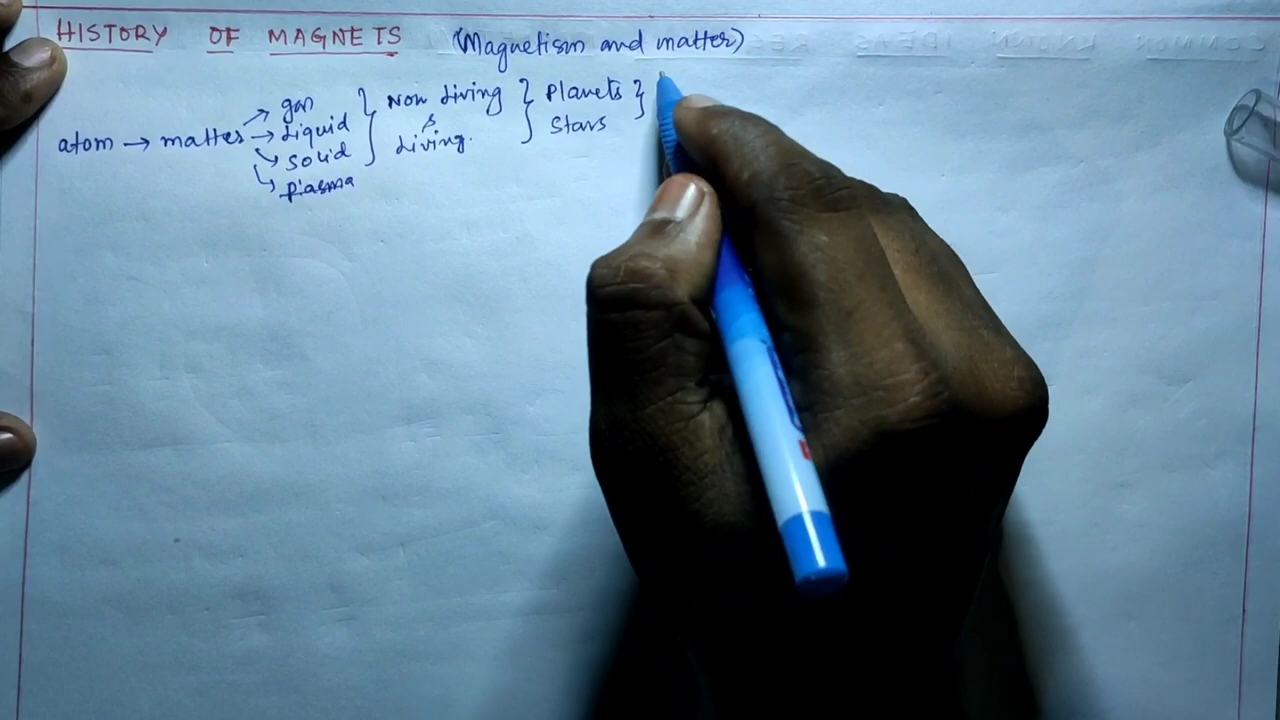 HISTORY OF MAGNETS (Magnetism and matter)
atom → matter → gas } Non living } Planets }
→ Liquid & Stars
→ solid living.
→ plasma